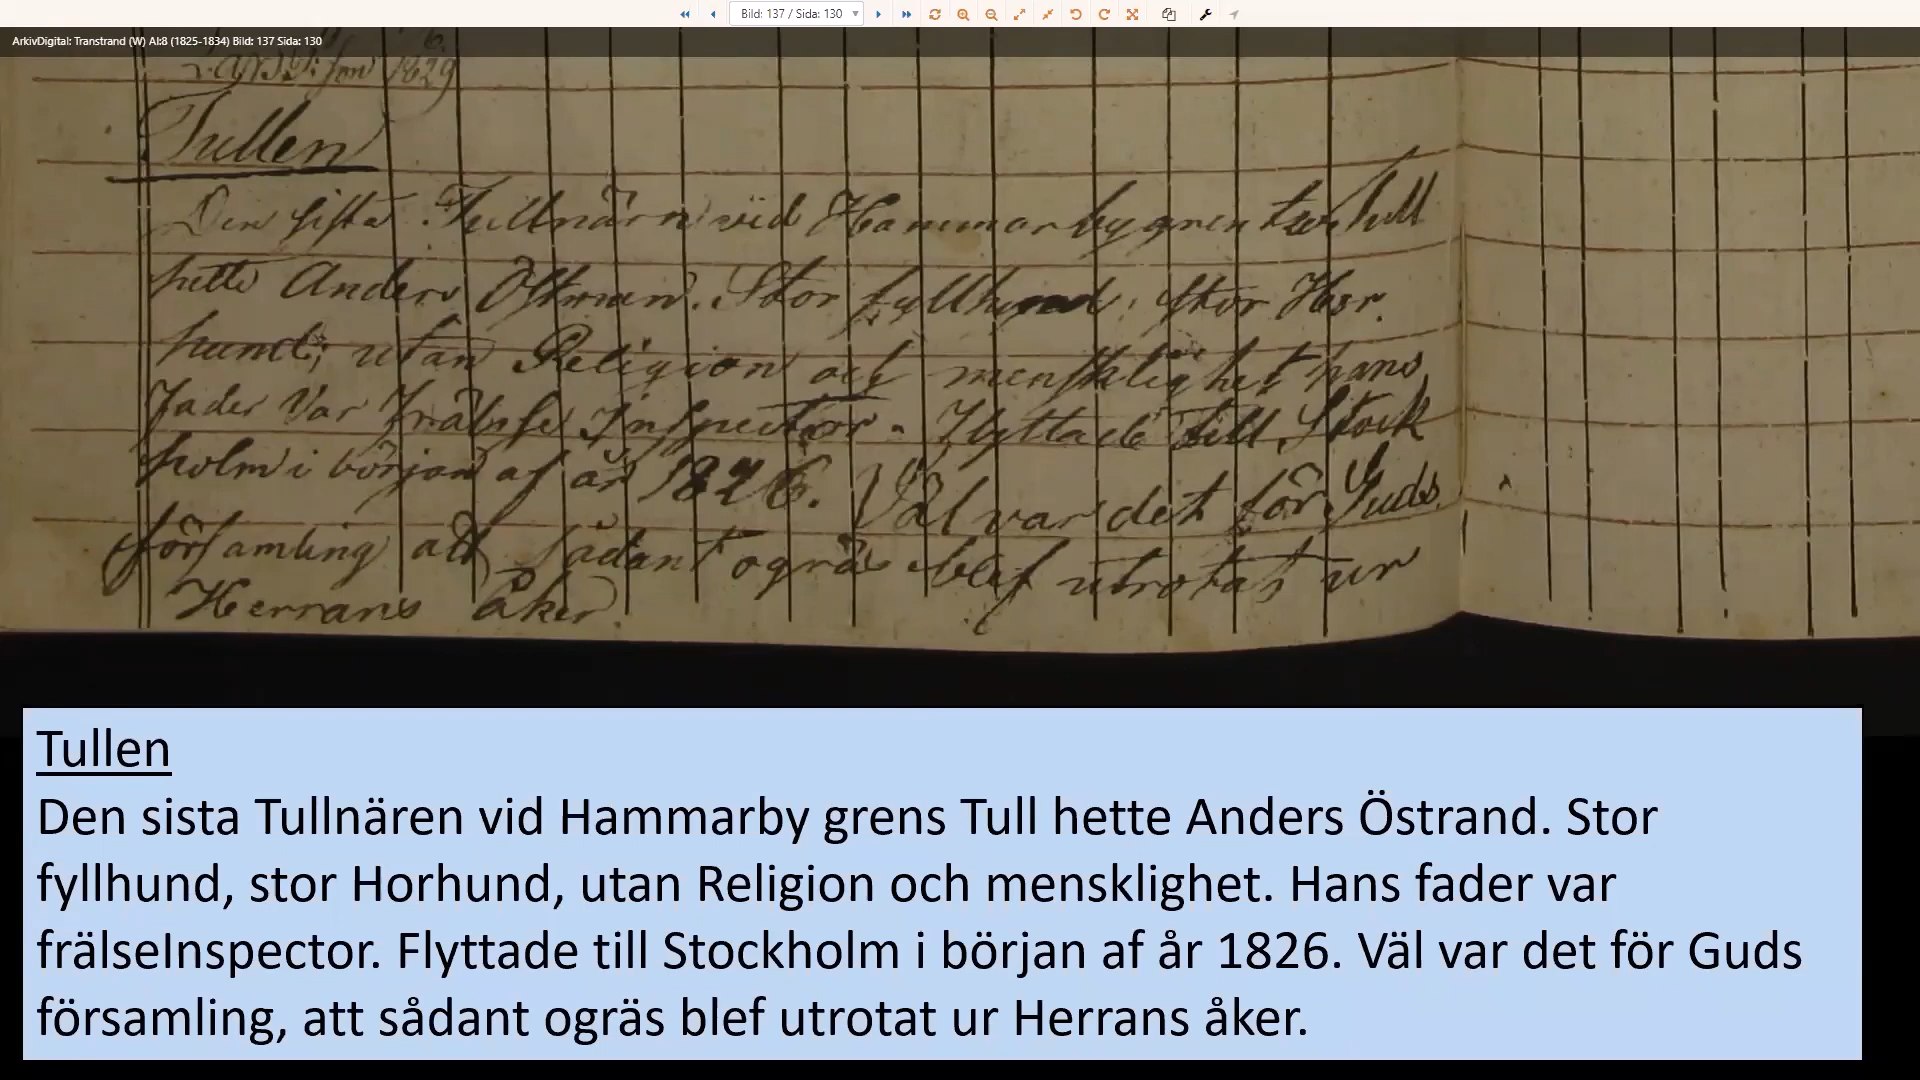 Bild: 137 / Sida: 130
ArkivDigital: Transtrand (W) AI:8 (1825-1834) Bild: 137 Sida: 130
1829
Tullen
Den sista Tullnärn vid Hammarby grentze Tull
hette Anders Östman. Stor fyllhund, stor Hor-
hund; utan Religion och mensklighet hans
fader Var Frälse Inspector. Flyttade till Stock
holm i början af år 1826. Väl var det för Guds
församling att sådant ogräs blef utrotat ur
Herrans åker.
Tullen
Den sista Tullnären vid Hammarby grens Tull hette Anders Östrand. Stor
fyllhund, stor Horhund, utan Religion och mensklighet. Hans fader var
frälseInspector. Flyttade till Stockholm i början af år 1826. Väl var det för Guds
församling, att sådant ogräs blef utrotat ur Herrans åker.